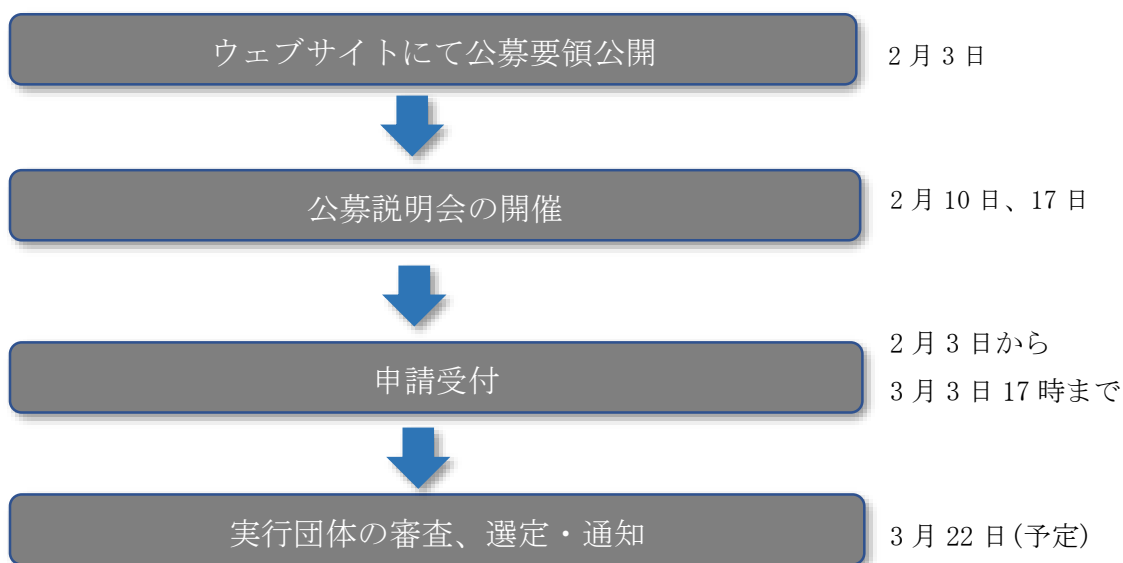 ウェブサイトにて公募要領公開
2月3日
公募説明会の開催
2月10日、17日
申請受付
2月3日から
3月3日17時まで
実行団体の審査、選定・通知
3月22日(予定)